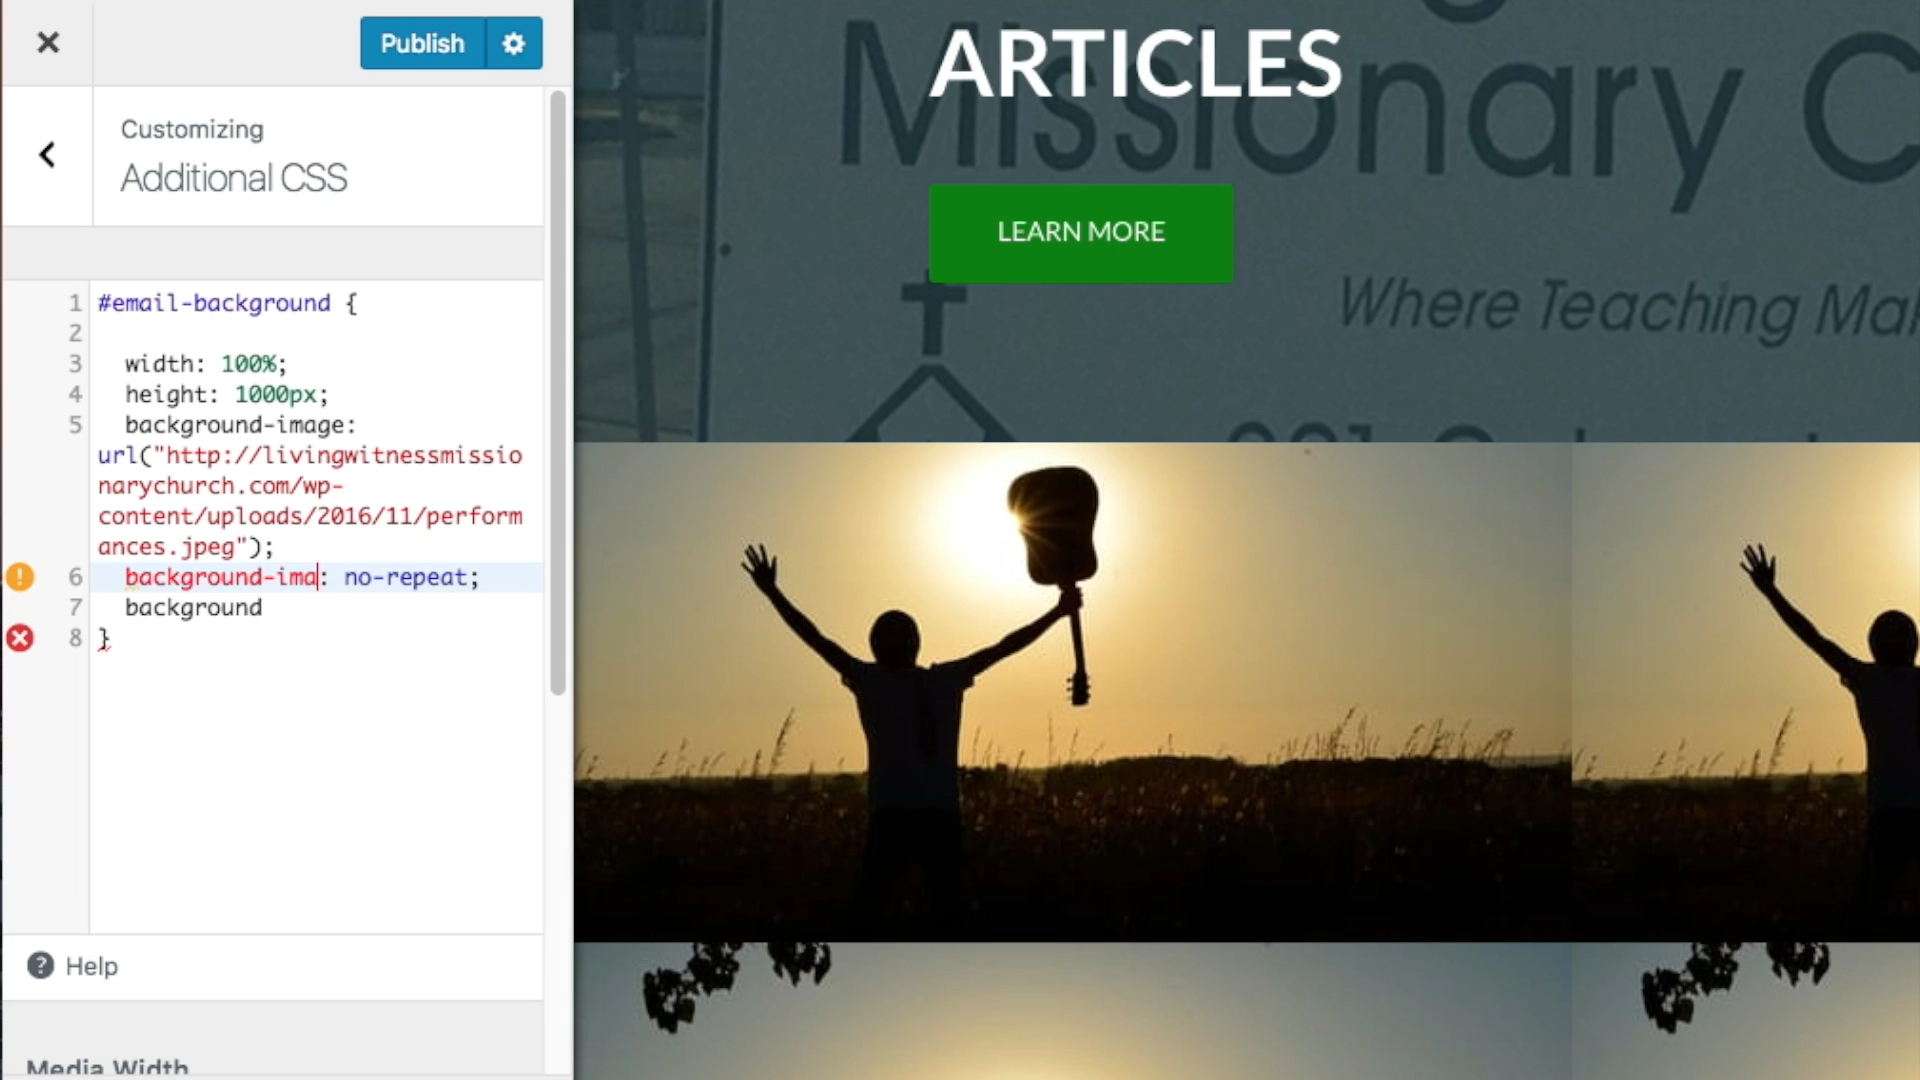 Publish
Customizing
Additional CSS
1 #email-background {
2
3 width: 100%;
4 height: 1000px;
5 background-image:
url("http://livingwitnessmissio
narychurch.com/wp-
content/uploads/2016/11/perform
ances.jpeg");
6 background-ima: no-repeat;
7 background
8 }
Help
Media Width
ARTICLES
Missionary C
LEARN MORE
Where Teaching Mak